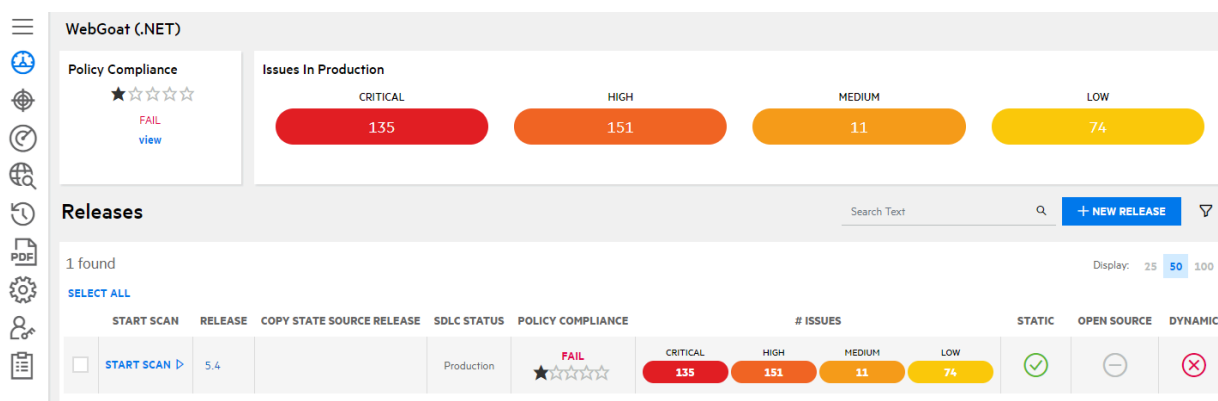 WebGoat (.NET)
Policy Compliance
FAIL
view
Issues In Production
CRITICAL HIGH MEDIUM LOW
135 151 11 74
Releases
Search Text
+ NEW RELEASE
1 found
Display: 25 50 100
SELECT ALL
START SCAN RELEASE COPY STATE SOURCE RELEASE SDLC STATUS POLICY COMPLIANCE # ISSUES STATIC OPEN SOURCE DYNAMIC
START SCAN 5.4 Production FAIL
CRITICAL HIGH MEDIUM LOW
135 151 11 74
PDF